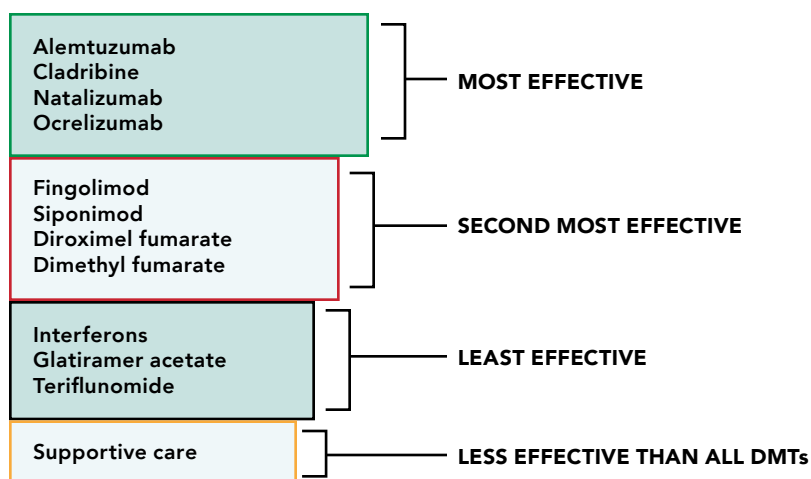 Alemtuzumab
Cladribine
Natalizumab
Ocrelizumab
MOST EFFECTIVE
Fingolimod
Siponimod
Diroximel fumarate
Dimethyl fumarate
SECOND MOST EFFECTIVE
Interferons
Glatiramer acetate
Teriflunomide
LEAST EFFECTIVE
Supportive care
LESS EFFECTIVE THAN ALL DMTs